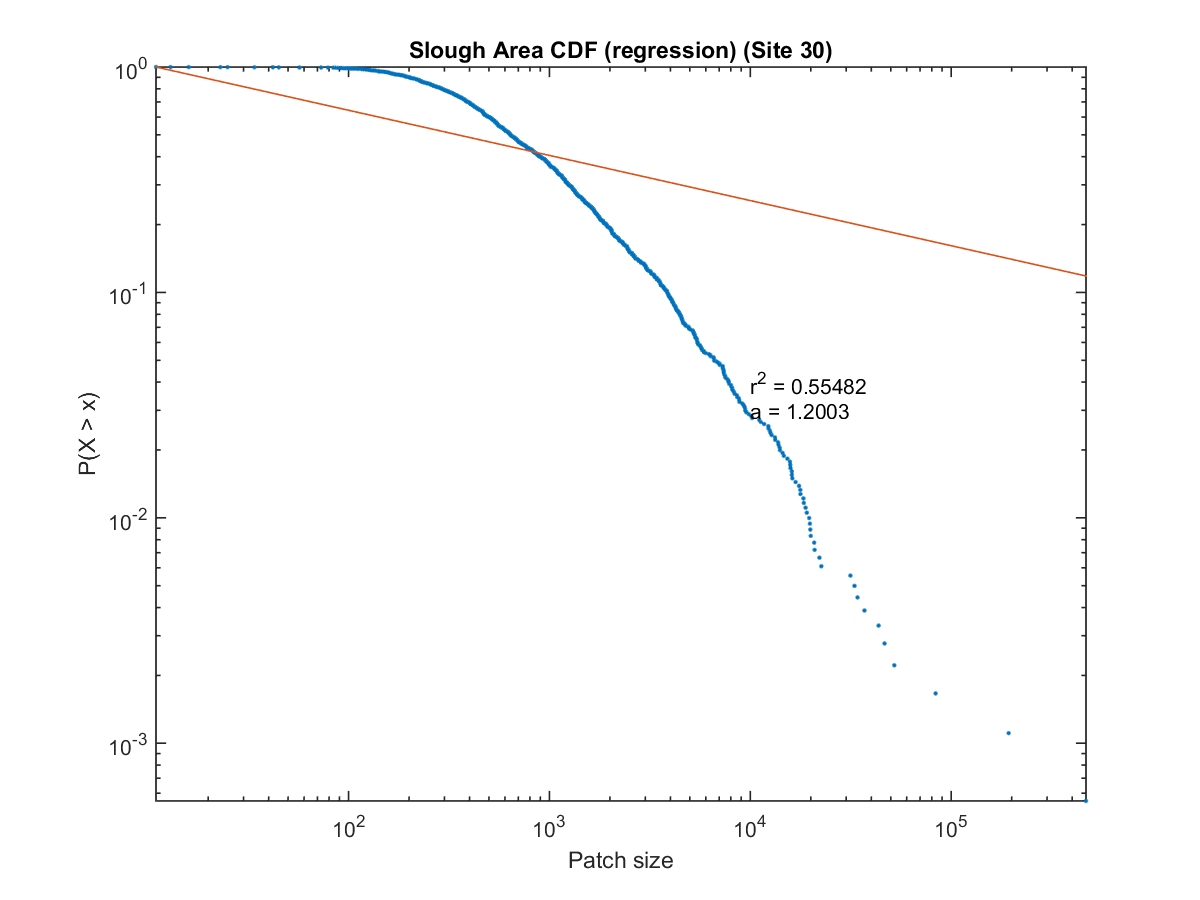 Slough Area CDF (regression) (Site 30)
10^0
10^-1
10^-2
10^-3
P(X > x)
r^2 = 0.55482
a = 1.2003
10^2 10^3 10^4 10^5
Patch size